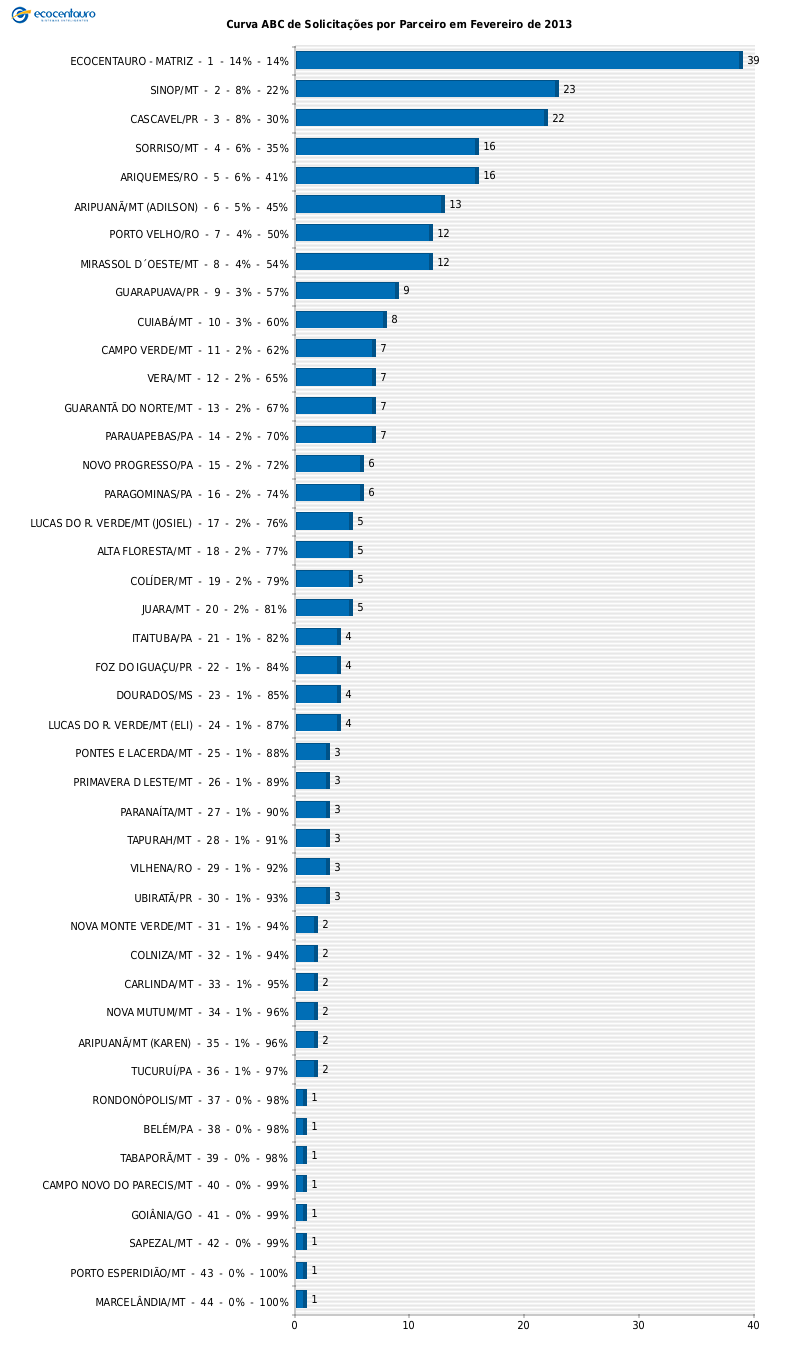 ecocentauro
Curva ABC de Solicitações por Parceiro em Fevereiro de 2013
ECOCENTAURO - MATRIZ - 1 - 14% - 14% 39
SINOP/MT - 2 - 8% - 22% 23
CASCAVEL/PR - 3 - 8% - 30% 22
SORRISO/MT - 4 - 6% - 35% 16
ARIQUEMES/RO - 5 - 6% - 41% 16
ARIPUANÃ/MT (ADILSON) - 6 - 5% - 45% 13
PORTO VELHO/RO - 7 - 4% - 50% 12
MIRASSOL D´OESTE/MT - 8 - 4% - 54% 12
GUARAPUAVA/PR - 9 - 3% - 57% 9
CUIABÁ/MT - 10 - 3% - 60% 8
CAMPO VERDE/MT - 11 - 2% - 62% 7
VERA/MT - 12 - 2% - 65% 7
GUARANTÃ DO NORTE/MT - 13 - 2% - 67% 7
PARAUAPEBAS/PA - 14 - 2% - 70% 7
NOVO PROGRESSO/PA - 15 - 2% - 72% 6
PARAGOMINAS/PA - 16 - 2% - 74% 6
LUCAS DO R. VERDE/MT (JOSIEL) - 17 - 2% - 76% 5
ALTA FLORESTA/MT - 18 - 2% - 77% 5
COLÍDER/MT - 19 - 2% - 79% 5
JUARA/MT - 20 - 2% - 81% 5
ITAITUBA/PA - 21 - 1% - 82% 4
FOZ DO IGUAÇU/PR - 22 - 1% - 84% 4
DOURADOS/MS - 23 - 1% - 85% 4
LUCAS DO R. VERDE/MT (ELI) - 24 - 1% - 87% 4
PONTES E LACERDA/MT - 25 - 1% - 88% 3
PRIMAVERA D LESTE/MT - 26 - 1% - 89% 3
PARANAÍTA/MT - 27 - 1% - 90% 3
TAPURAH/MT - 28 - 1% - 91% 3
VILHENA/RO - 29 - 1% - 92% 3
UBIRATÃ/PR - 30 - 1% - 93% 3
NOVA MONTE VERDE/MT - 31 - 1% - 94% 2
COLNIZA/MT - 32 - 1% - 94% 2
CARLINDA/MT - 33 - 1% - 95% 2
NOVA MUTUM/MT - 34 - 1% - 96% 2
ARIPUANÃ/MT (KAREN) - 35 - 1% - 96% 2
TUCURUÍ/PA - 36 - 1% - 97% 2
RONDONÓPOLIS/MT - 37 - 0% - 98% 1
BELÉM/PA - 38 - 0% - 98% 1
TABAPORÃ/MT - 39 - 0% - 98% 1
CAMPO NOVO DO PARECIS/MT - 40 - 0% - 99% 1
GOIÂNIA/GO - 41 - 0% - 99% 1
SAPEZAL/MT - 42 - 0% - 99% 1
PORTO ESPERIDIÃO/MT - 43 - 0% - 100% 1
MARCELÂNDIA/MT - 44 - 0% - 100% 1
0 10 20 30 40